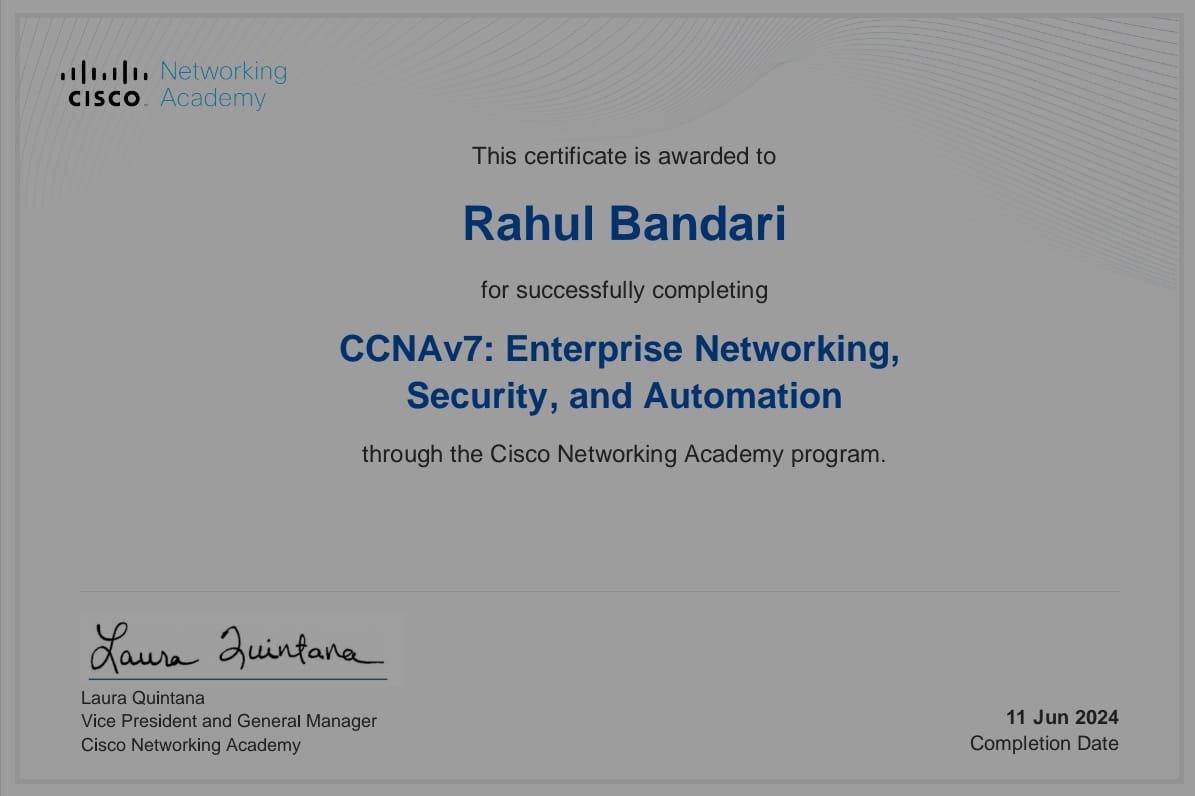 CISCO Networking Academy
This certificate is awarded to
Rahul Bandari
for successfully completing
CCNAv7: Enterprise Networking,
Security, and Automation
through the Cisco Networking Academy program.
Laura Quintana
Laura Quintana
Vice President and General Manager
Cisco Networking Academy
11 Jun 2024
Completion Date